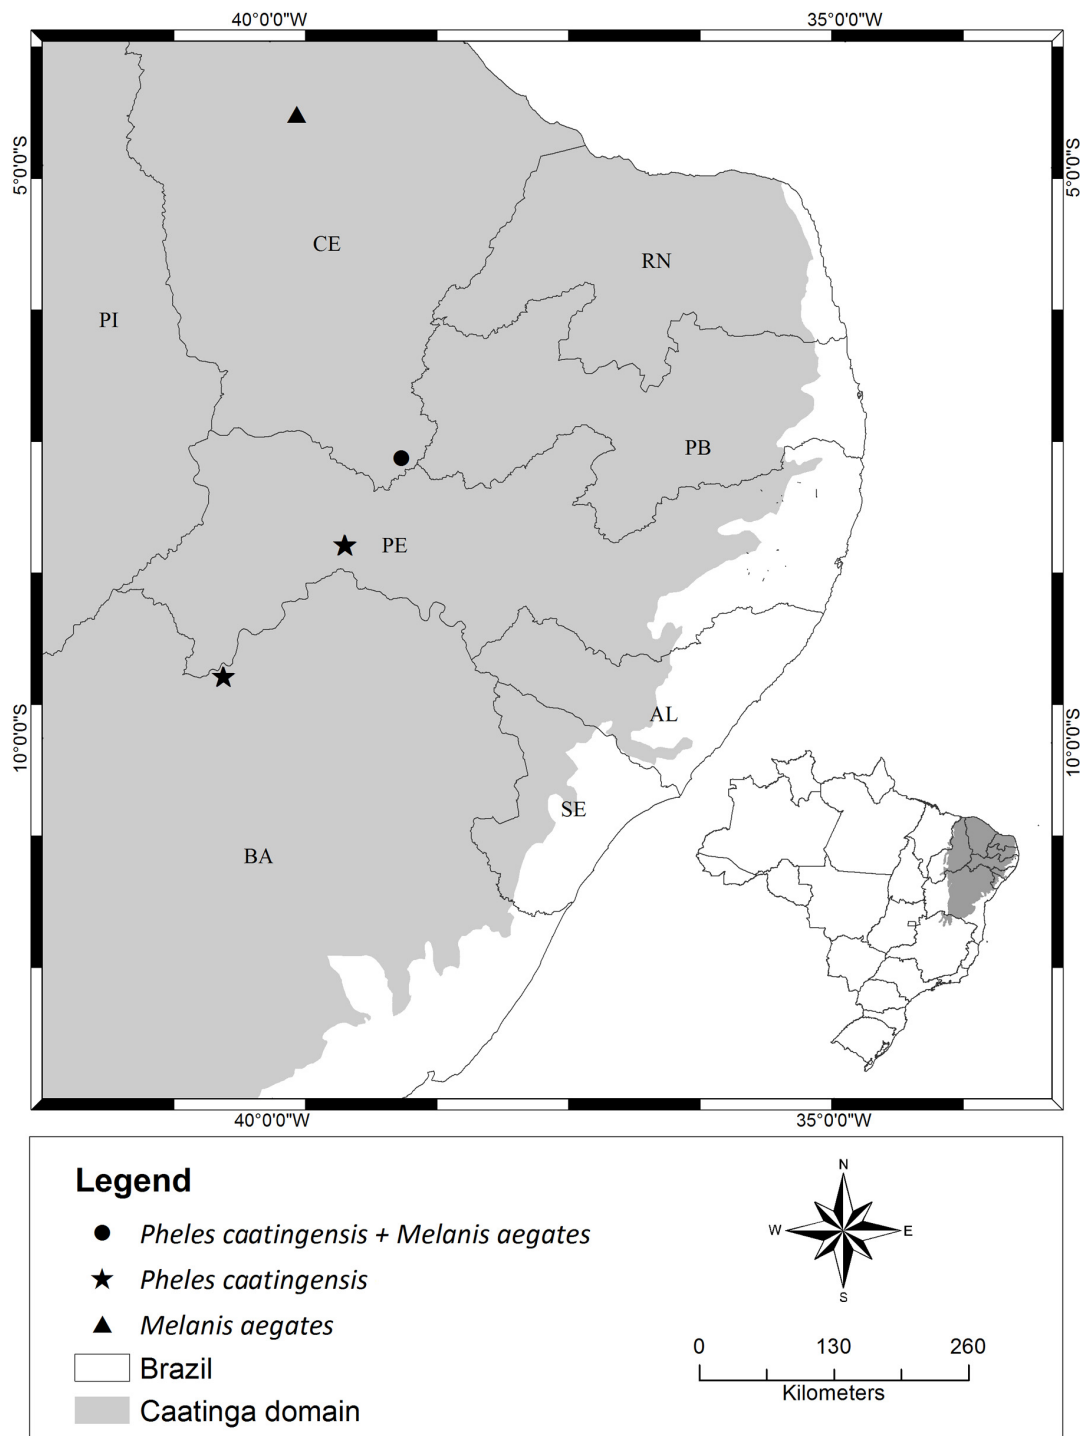 40°0'0"W 35°0'0"W
5°0'0"S 5°0'0"S
CE
RN
PI
PB
PE
AL
10°0'0"S 10°0'0"S
SE
BA
40°0'0"W 35°0'0"W
Legend
Pheles caatingensis + Melanis aegates
Pheles caatingensis
Melanis aegates
Brazil
Caatinga domain
N
W E
S
0 130 260
Kilometers